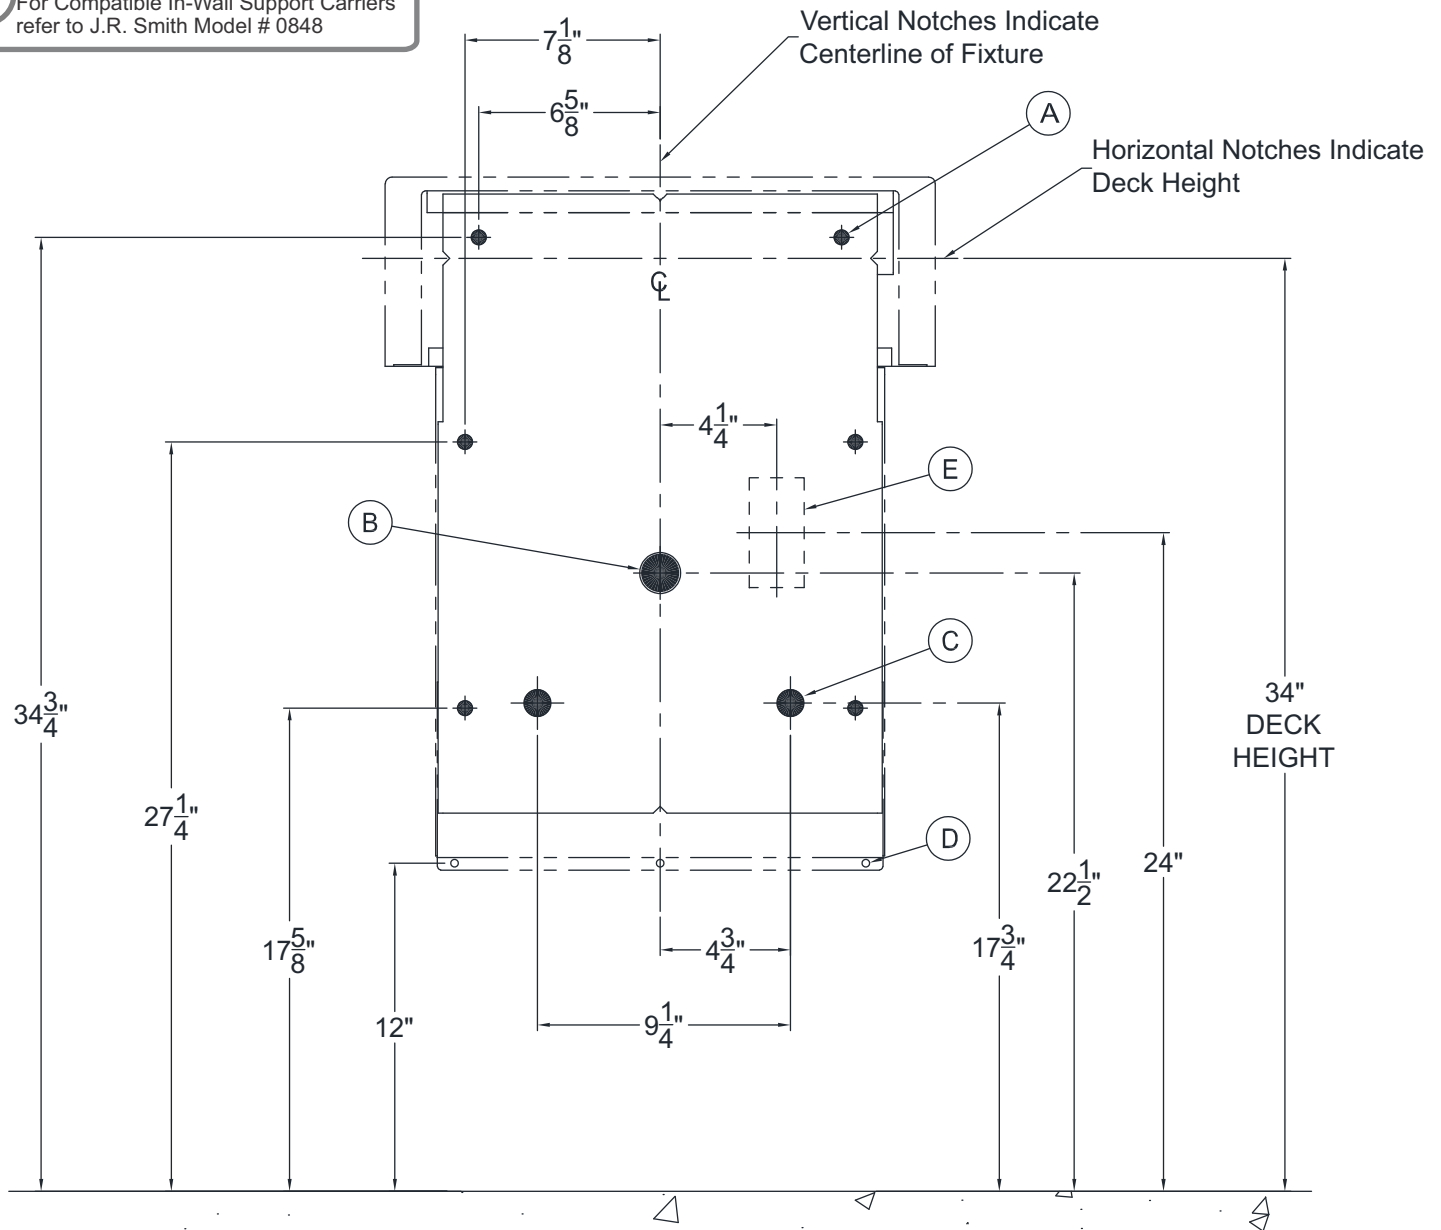 For Compatible In-Wall Support Carriers
refer to J.R. Smith Model # 0848
Vertical Notches Indicate
Centerline of Fixture
7 1/8"
6 5/8"
A
Horizontal Notches Indicate
Deck Height
CL
4 1/4"
E
B
C
34 3/4"
34"
DECK
HEIGHT
27 1/4"
D
24"
22 1/2"
17 5/8"
4 3/4"
17 3/4"
12"
9 1/4"